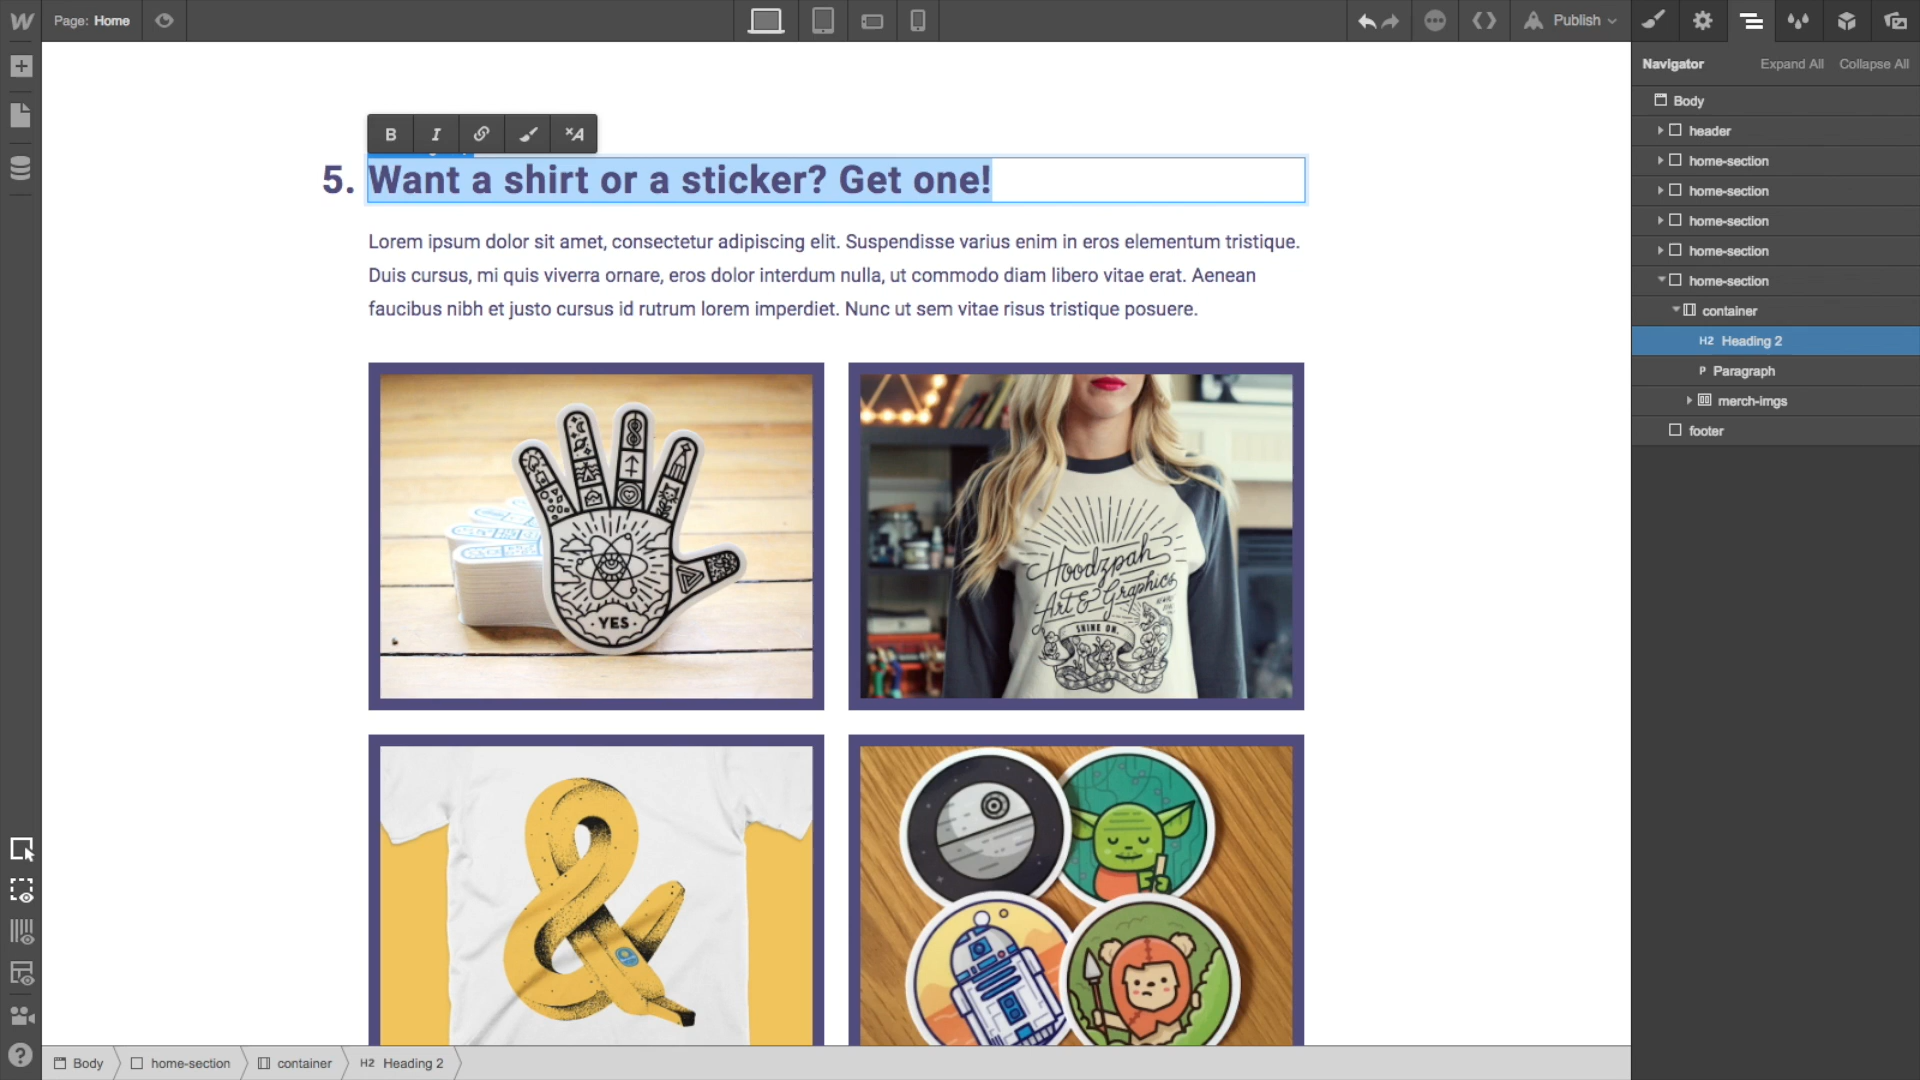 Page: Home
Publish
Navigator
Expand All
Collapse All
B
I
5. Want a shirt or a sticker? Get one!
Lorem ipsum dolor sit amet, consectetur adipiscing elit. Suspendisse varius enim in eros elementum tristique.
Duis cursus, mi quis viverra ornare, eros dolor interdum nulla, ut commodo diam libero vitae erat. Aenean
faucibus nibh et justo cursus id rutrum lorem imperdiet. Nunc ut sem vitae risus tristique posuere.
YES
Hoodzpah
Art & Graphics
SHINE ON.
&
Body
header
home-section
home-section
home-section
home-section
home-section
container
H2 Heading 2
P Paragraph
merch-imgs
footer
Body
home-section
container
H2 Heading 2